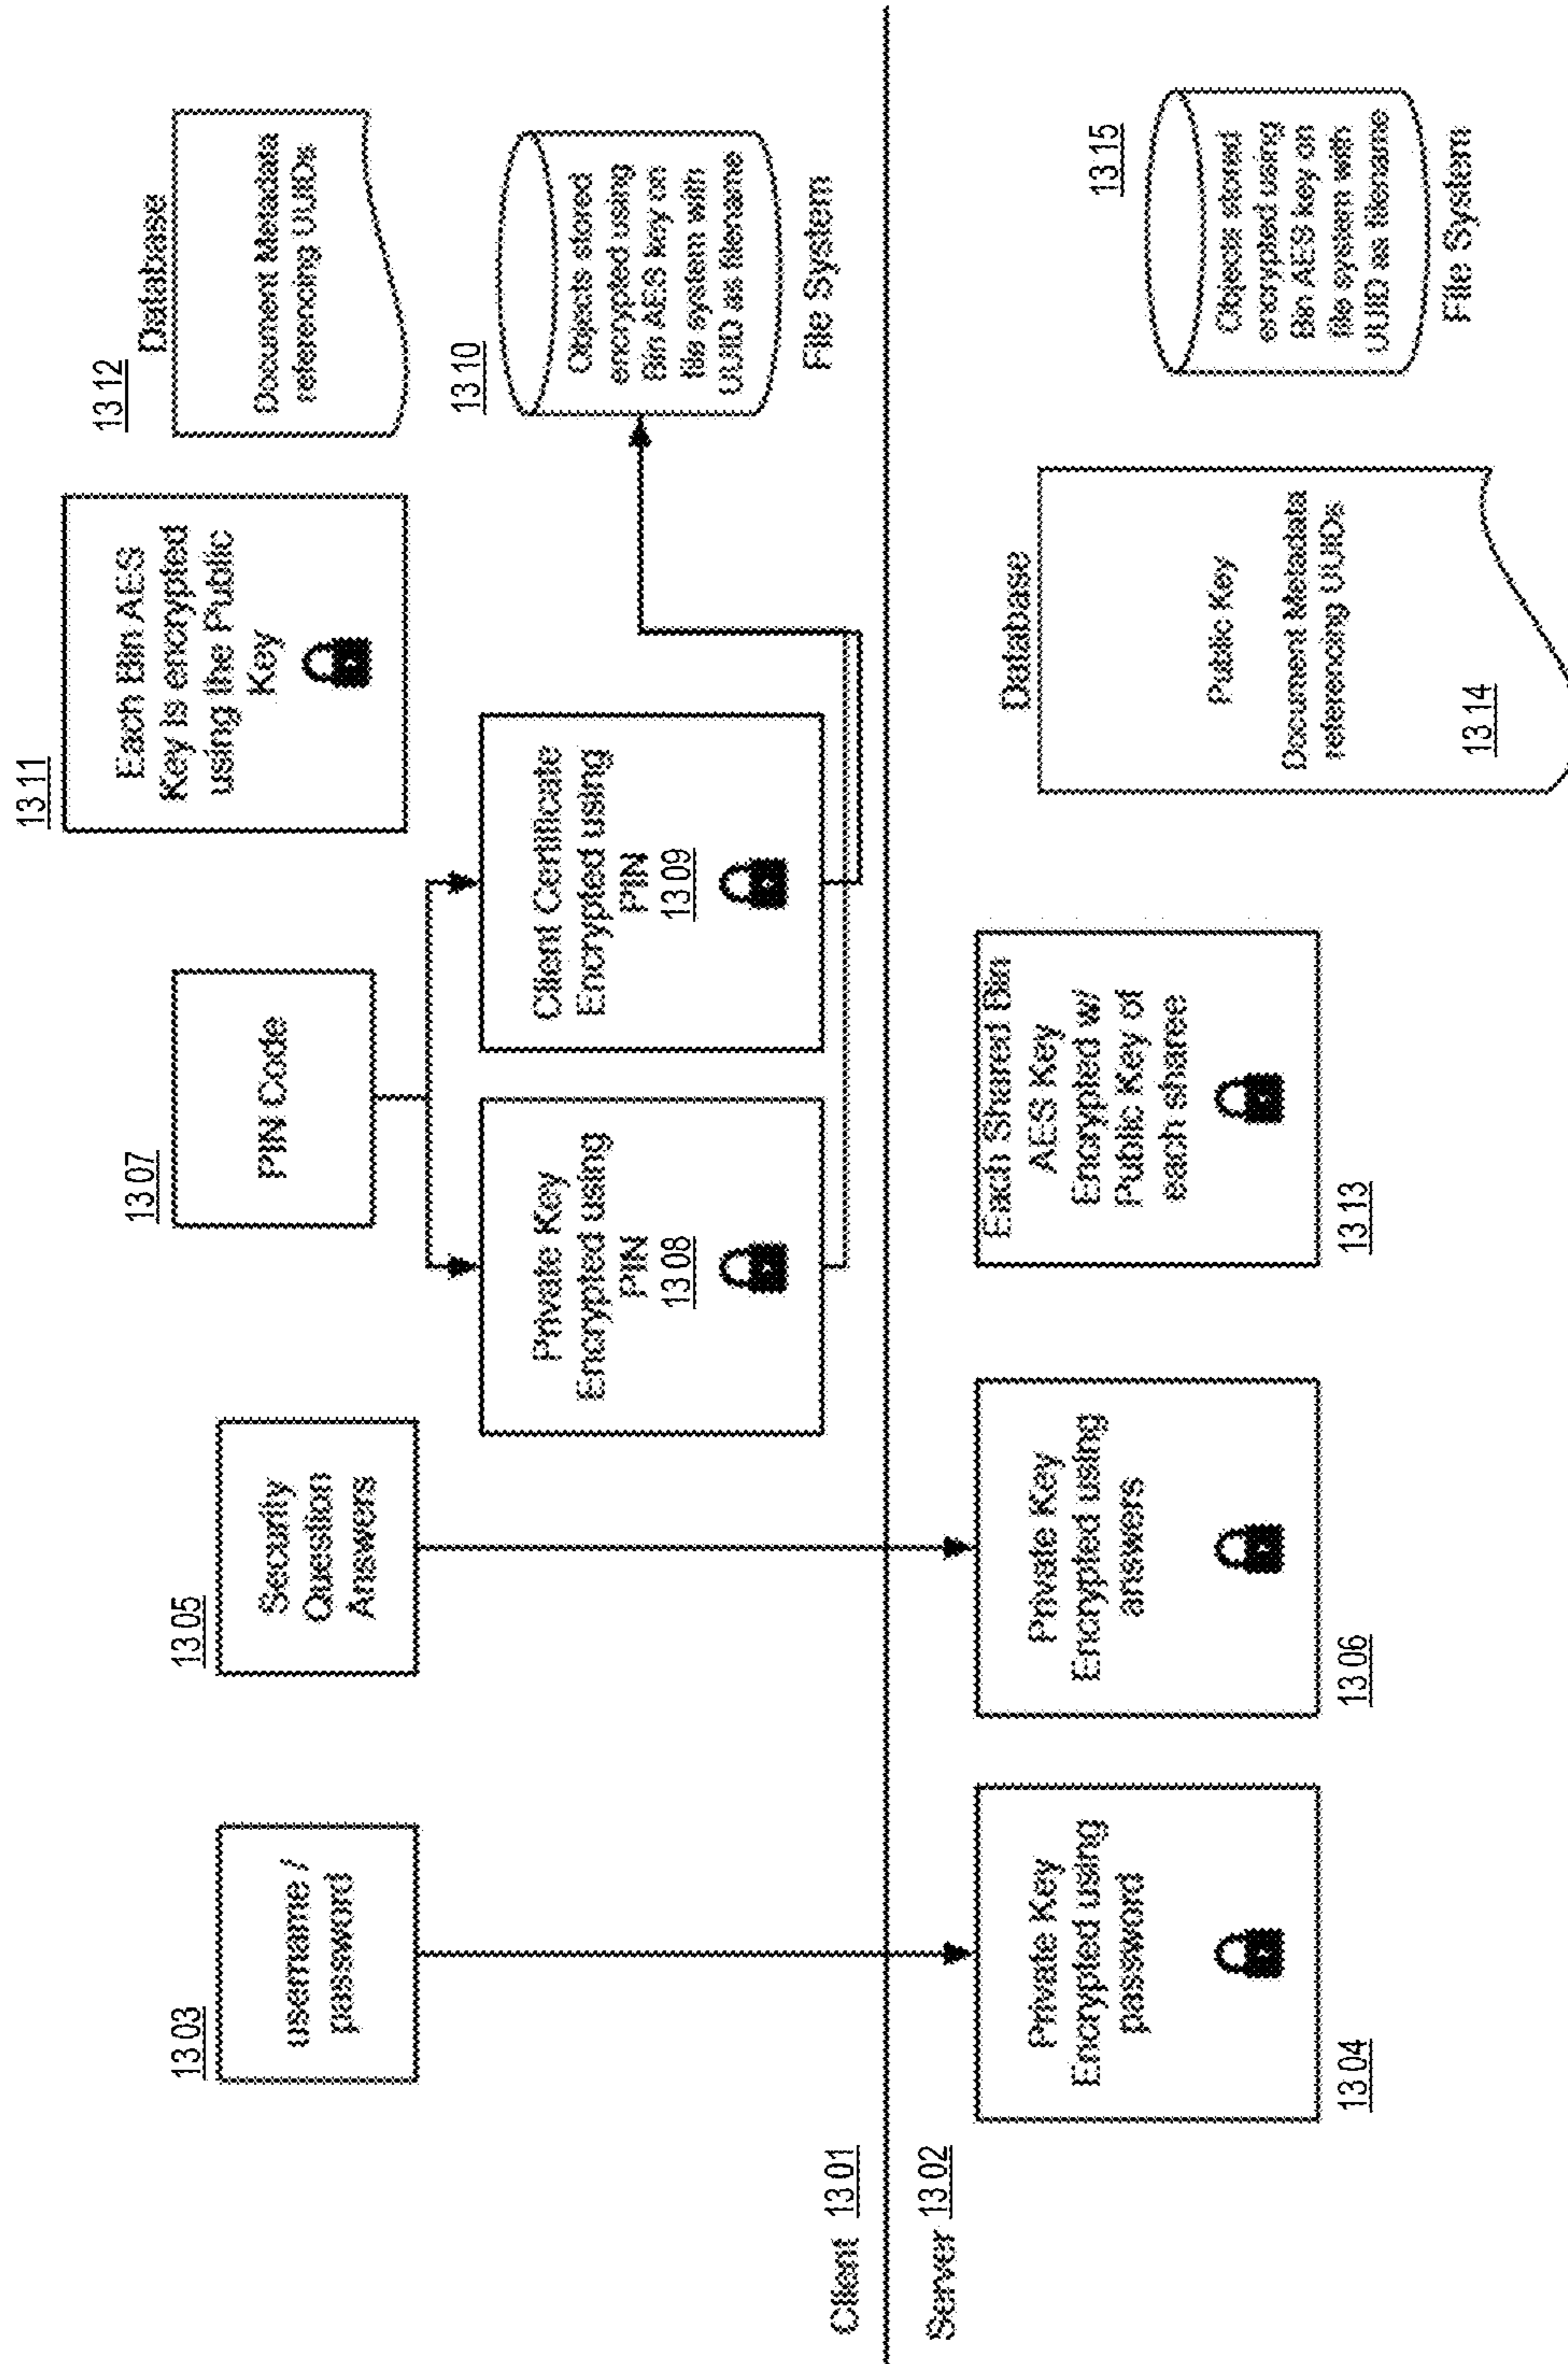 13 03
username /
password
13 05
Security
Question
Answers
13 07
PIN Code
13 11
Each Bin AES
Key is encrypted
using the Public
Key
13 12
Database
Document Metadata
referencing UUIDs
Private Key
Encrypted using
PIN
13 08
Client Certificate
Encrypted using
PIN
13 09
13 10
Objects stored
encrypted using
Bin AES key on
file system with
UUID as filename
File System
Client 13 01
Server 13 02
Private Key
Encrypted using
password
13 04
Private Key
Encrypted using
answers
13 06
Each Shared Bin
AES Key
Encrypted w/
Public Key of
each share
13 13
Database
Public Key
Document Metadata
referencing UUIDs
13 14
13 15
Objects stored
encrypted using
Bin AES key on
file system with
UUID as filename
File System